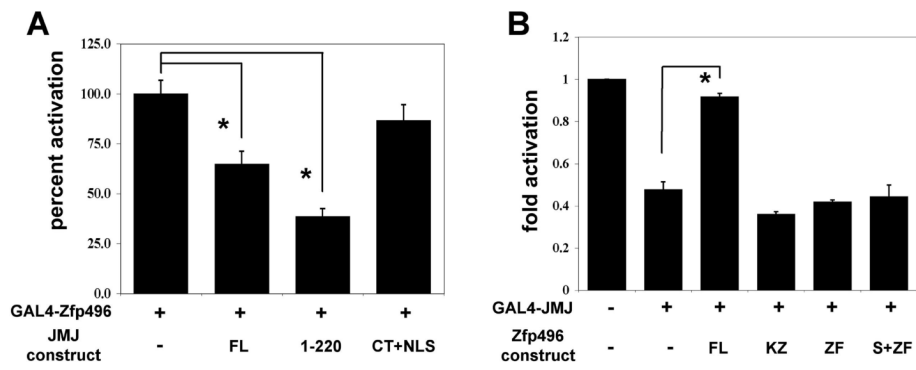 A
percent activation
125.0
100.0
75.0
50.0
25.0
0.0
*
*
GAL4-Zfp496 + + + +
JMJ construct - FL 1-220 CT+NLS
B
fold activation
1.2
1
0.8
0.6
0.4
0.2
0
*
GAL4-JMJ - + + + + +
Zfp496 construct - - FL KZ ZF S+ZF